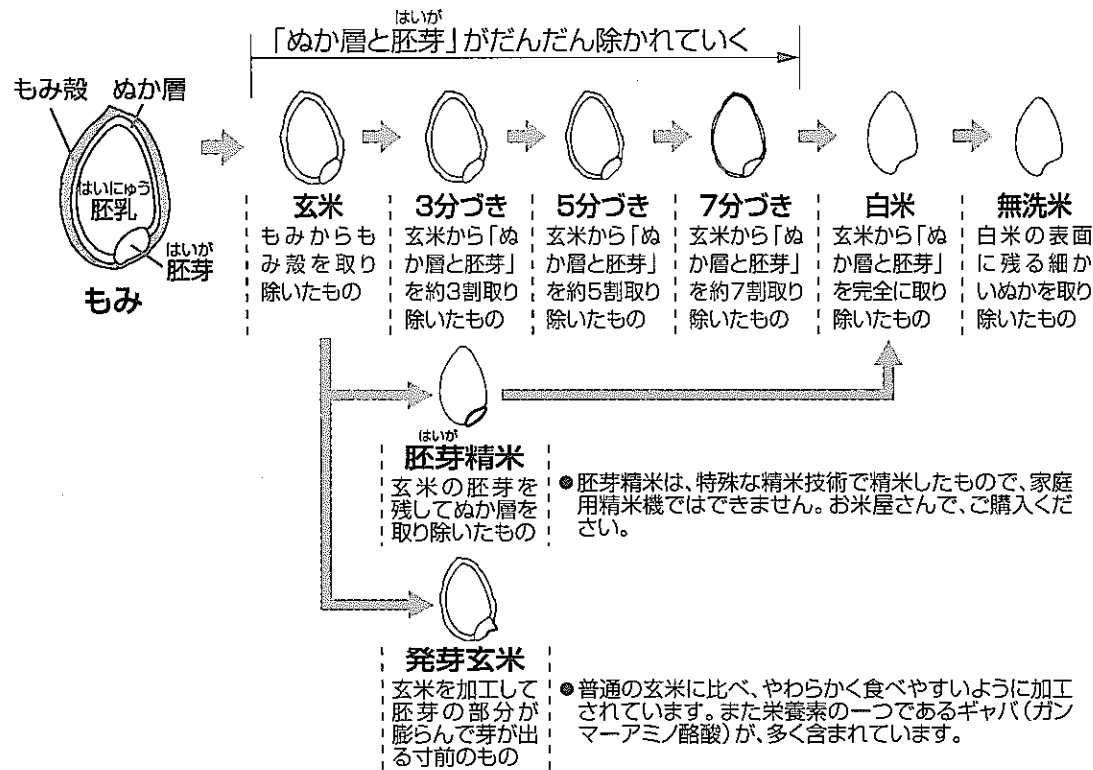 はいが
「ぬか層と胚芽」がだんだん除かれていく
もみ殻 ぬか層
はいにゅう
胚乳
はいが
胚芽
もみ
玄米
もみからも
み殻を取り
除いたもの
3分づき
玄米から「ぬ
か層と胚芽」
を約3割取り
除いたもの
5分づき
玄米から「ぬ
か層と胚芽」
を約5割取り
除いたもの
7分づき
玄米から「ぬ
か層と胚芽」
を約7割取り
除いたもの
白米
玄米から「ぬ
か層と胚芽」
を完全に取り
除いたもの
無洗米
白米の表面
に残る細か
いぬかを取り
除いたもの
はいが
胚芽精米
玄米の胚芽を
残してぬか層を
取り除いたもの
●胚芽精米は、特殊な精米技術で精米したもので、家庭
用精米機ではできません。お米屋さんで、ご購入くだ
さい。
発芽玄米
玄米を加工して
胚芽の部分が
膨らんで芽が出
る寸前のもの
●普通の玄米に比べ、やわらかく食べやすいように加工
されています。また栄養素の一つであるギャバ(ガン
マーアミノ酪酸)が、多く含まれています。